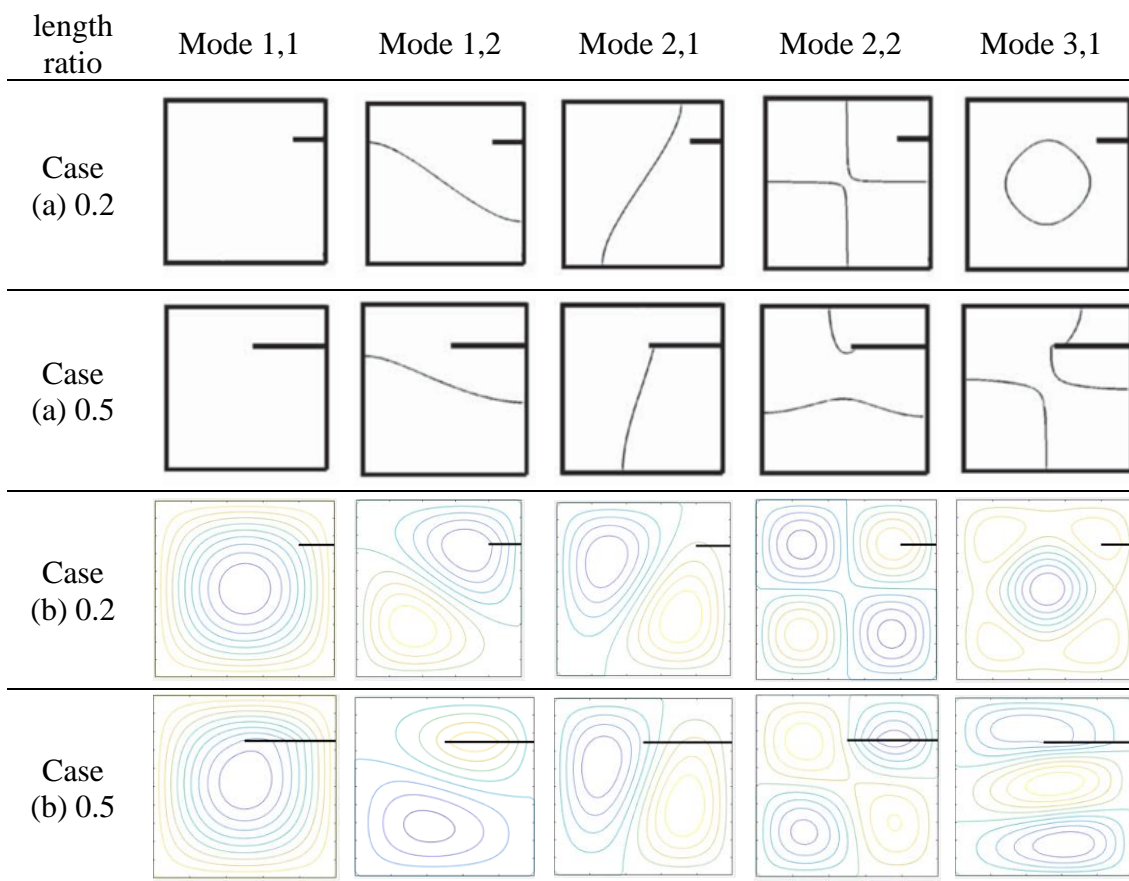 length
ratio
Mode 1,1
Mode 1,2
Mode 2,1
Mode 2,2
Mode 3,1
Case
(a) 0.2
Case
(a) 0.5
Case
(b) 0.2
Case
(b) 0.5